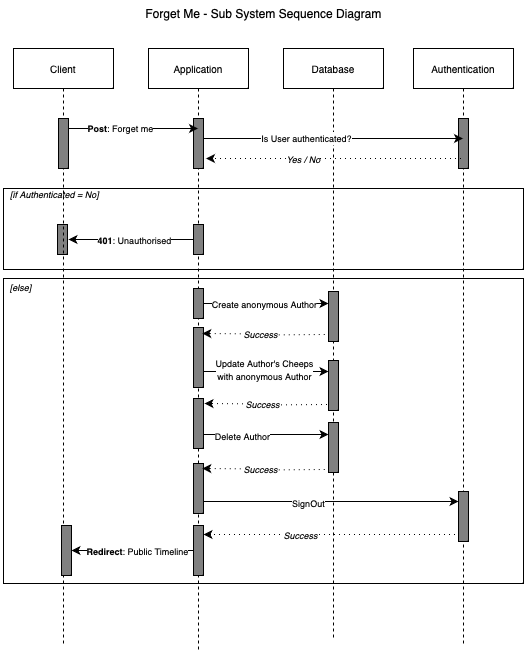 Forget Me - Sub System Sequence Diagram
Client
Application
Database
Authentication
Post: Forget me
Is User authenticated?
Yes / No
[if Authenticated = No]
401: Unauthorised
[else]
Create anonymous Author
Success
Update Author's Cheeps
with anonymous Author
Success
Delete Author
Success
SignOut
Success
Redirect: Public Timeline